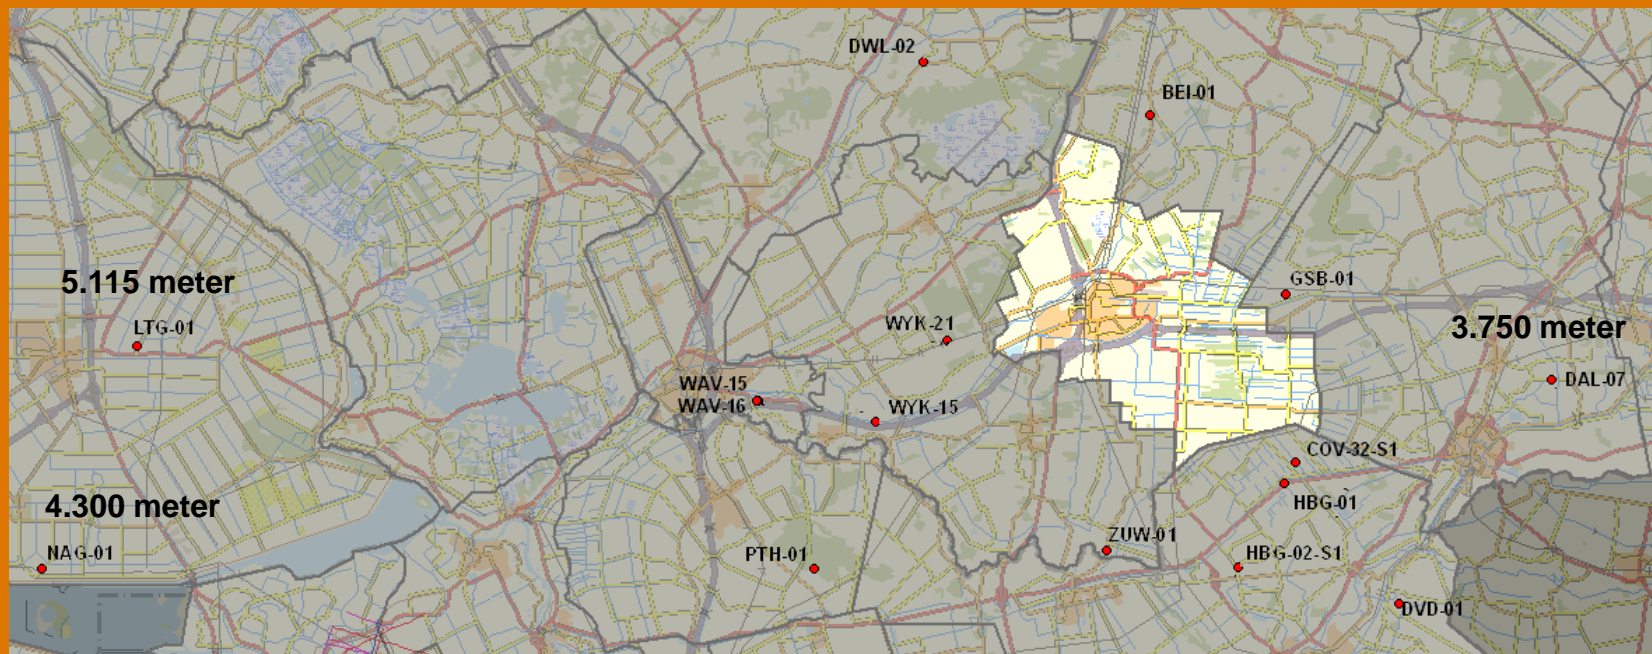 DWL-02
BEI-01
5.115 meter
GSB-01
LTG-01
WYK-21
3.750 meter
WAV-15
DAL-07
WAV-16
WYK-15
COV-32-S1
4.300 meter
HBG-01
NAG-01
PTH-01
ZUW-01
HBG-02-S1
DVD-01